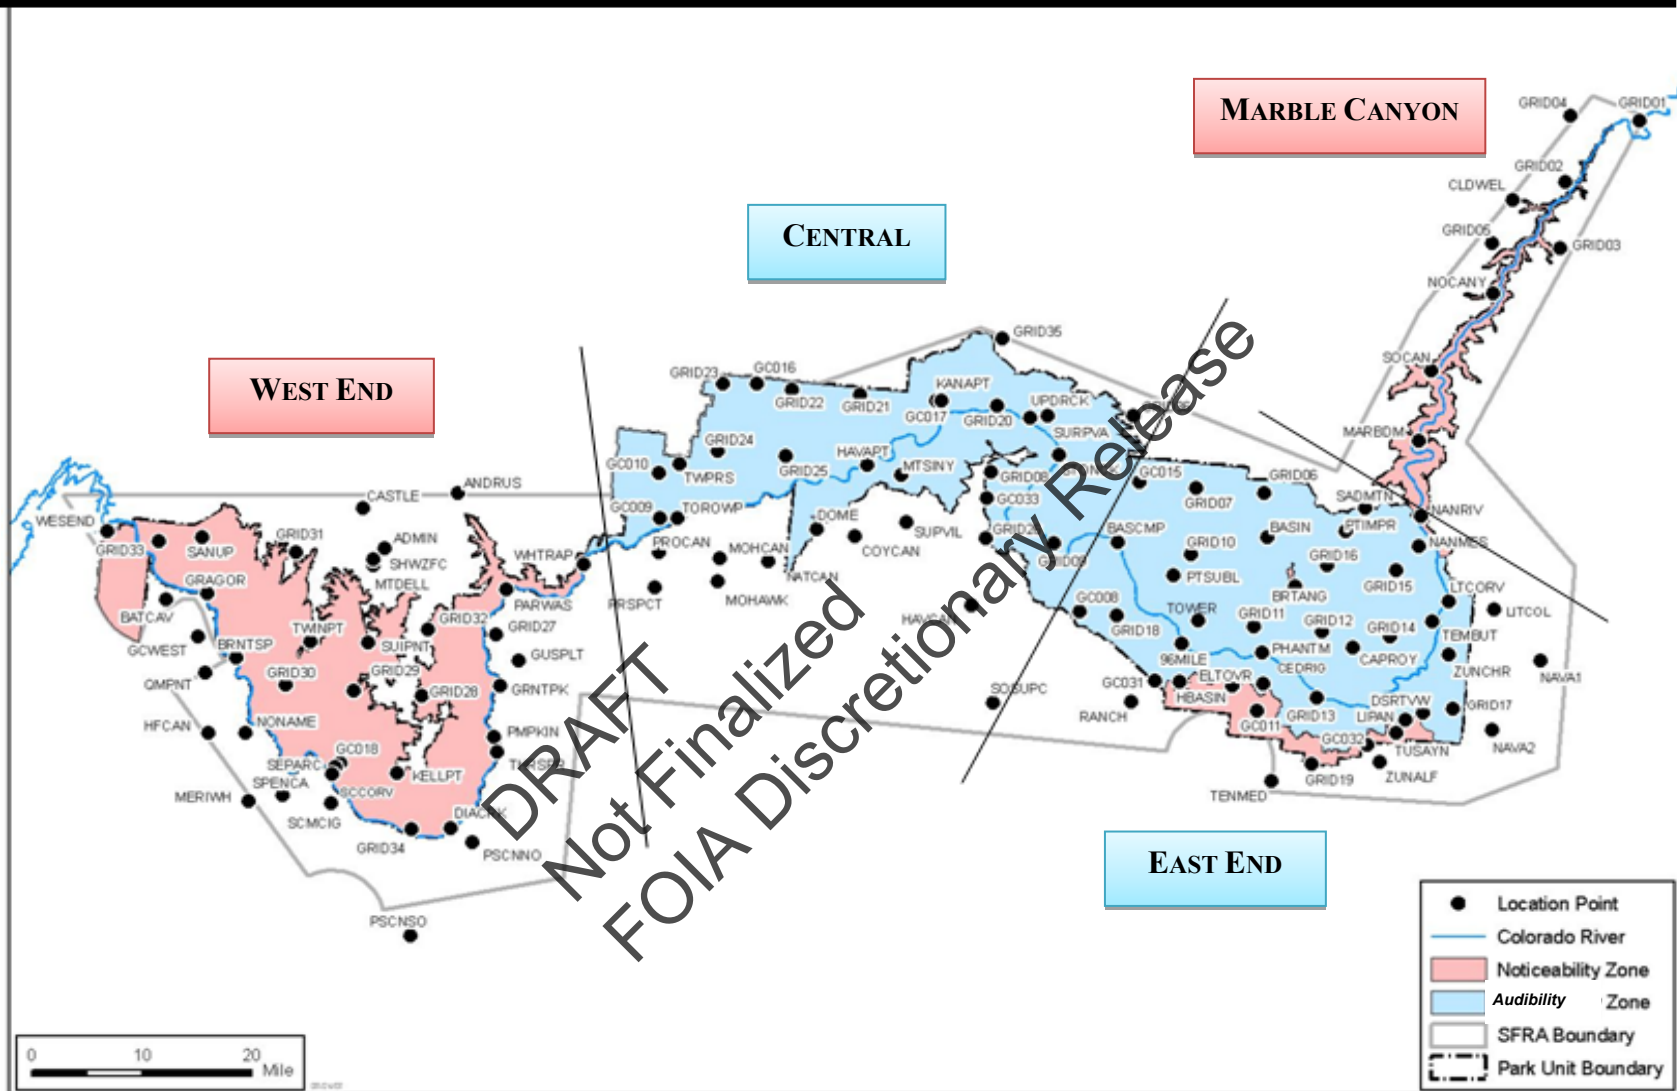 MARBLE CANYON
CENTRAL
WEST END
EAST END
GRID04
GRID01
GRID02
CLDWEL
GRID05
GRID03
NOCANY
SOCAN
MARBDM
GRID35
GRID23
GC016
GRID22
GRID21
KANAPT
GC017
GRID20
UPDRCK
SURPVA
GRID24
GC010
TWPRS
GRID25
HAVAPT
MTSINY
GRID08
GC033
GC015
GRID07
GRID06
SADMTN
NANRIV
PTIMPR
NANMES
BASIN
BASCMP
GRID10
GRID16
GRID15
PTSUBL
BRTANG
LTCORV
LITCOL
GRID09
GC008
GRID18
TOWER
GRID11
GRID12
GRID14
TEMBUT
ZUNCHR
CAPROY
PHANTM
CEDRIG
96MILE
ELTOVR
HBASIN
GC031
RANCH
GC011
GRID13
DSRTVW
LIPAN
GC032
GRID17
NAVA1
NAVA2
TUSAYN
ZUNALF
GRID19
TENMED
GC009
TOROWP
PROCAN
MOHCAN
DOME
COYCAN
SUPVIL
NATCAN
MOHAWK
PRSPCT
WHTRAP
ANDRUS
CASTLE
WESEND
GRID33
SANUP
GRID31
ADMIN
SHWZFC
MTDELL
GRAGOR
BATCAV
GCWEST
BRNTSP
QMPNT
TWINPT
SUIPNT
GRID32
PARWAS
GRID27
GUSPLT
GRID30
GRID29
GRID28
GRNTPK
HFCAN
NONAME
GC018
SEPARC
SPENCA
MERIWH
SCCORV
SCMCIG
KELLPT
PMPKIN
GRID34
PSCNNO
PSCNSO
DRAFT
Not Finalized
FOIA Discretionary Release
Location Point
Colorado River
Noticeability Zone
Audibility Zone
SFRA Boundary
Park Unit Boundary
0 10 20
Mile